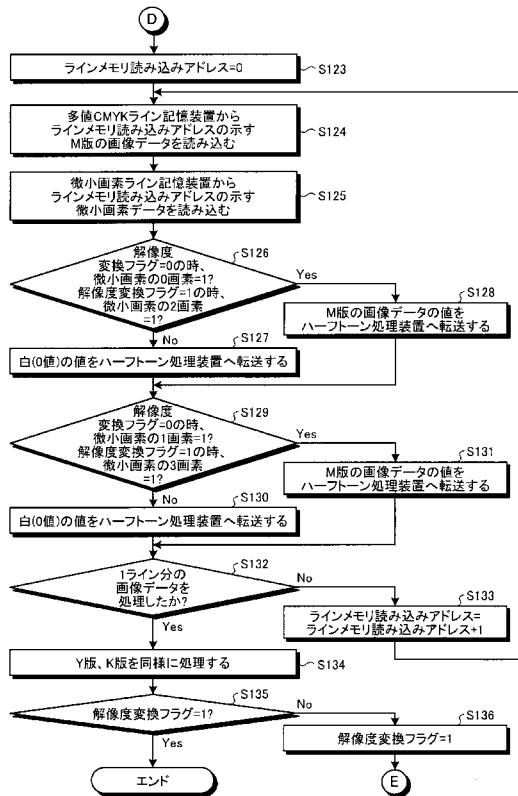 D
ラインメモリ読み込みアドレス=0
S123
多値CMYKライン記憶装置から
ラインメモリ読み込みアドレスの示す
M版の画像データを読み込む
S124
微小画素ライン記憶装置から
ラインメモリ読み込みアドレスの示す
微小画素データを読み込む
S125
解像度
変換フラグ=0の時、
微小画素の0画素=1?
解像度変換フラグ=1の時、
微小画素の2画素
=1?
S126
Yes
S128
M版の画像データの値を
ハーフトーン処理装置へ転送する
No
S127
白(0値)の値をハーフトーン処理装置へ転送する
解像度
変換フラグ=0の時、
微小画素の1画素=1?
解像度変換フラグ=1の時、
微小画素の3画素
=1?
S129
Yes
S131
M版の画像データの値を
ハーフトーン処理装置へ転送する
No
S130
白(0値)の値をハーフトーン処理装置へ転送する
1ライン分の
画像データを
処理したか?
S132
No
S133
ラインメモリ読み込みアドレス=
ラインメモリ読み込みアドレス+1
Yes
Y版、K版を同様に処理する
S134
解像度変換フラグ=1?
S135
No
S136
解像度変換フラグ=1
Yes
エンド
E